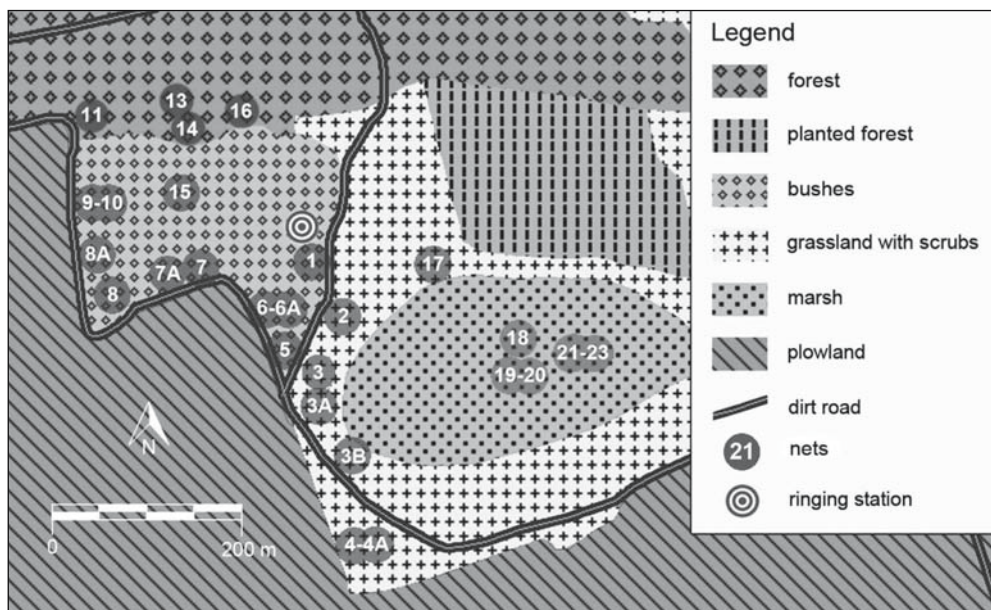 Legend
forest
planted forest
bushes
grassland with scrubs
marsh
plowland
dirt road
21
nets
ringing station
11
13
14
16
9-10
15
8A
7A
7
1
17
8
6-6A
2
5
18
21-23
3
19-20
3A
3B
4-4A
N
0
200 m